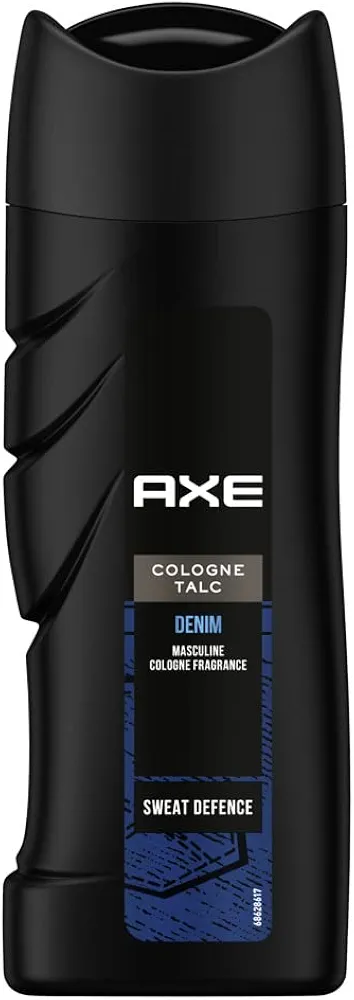 AXE
COLOGNE
TALC
DENIM
MASCULINE
COLOGNE FRAGRANCE
SWEAT DEFENCE
68628617